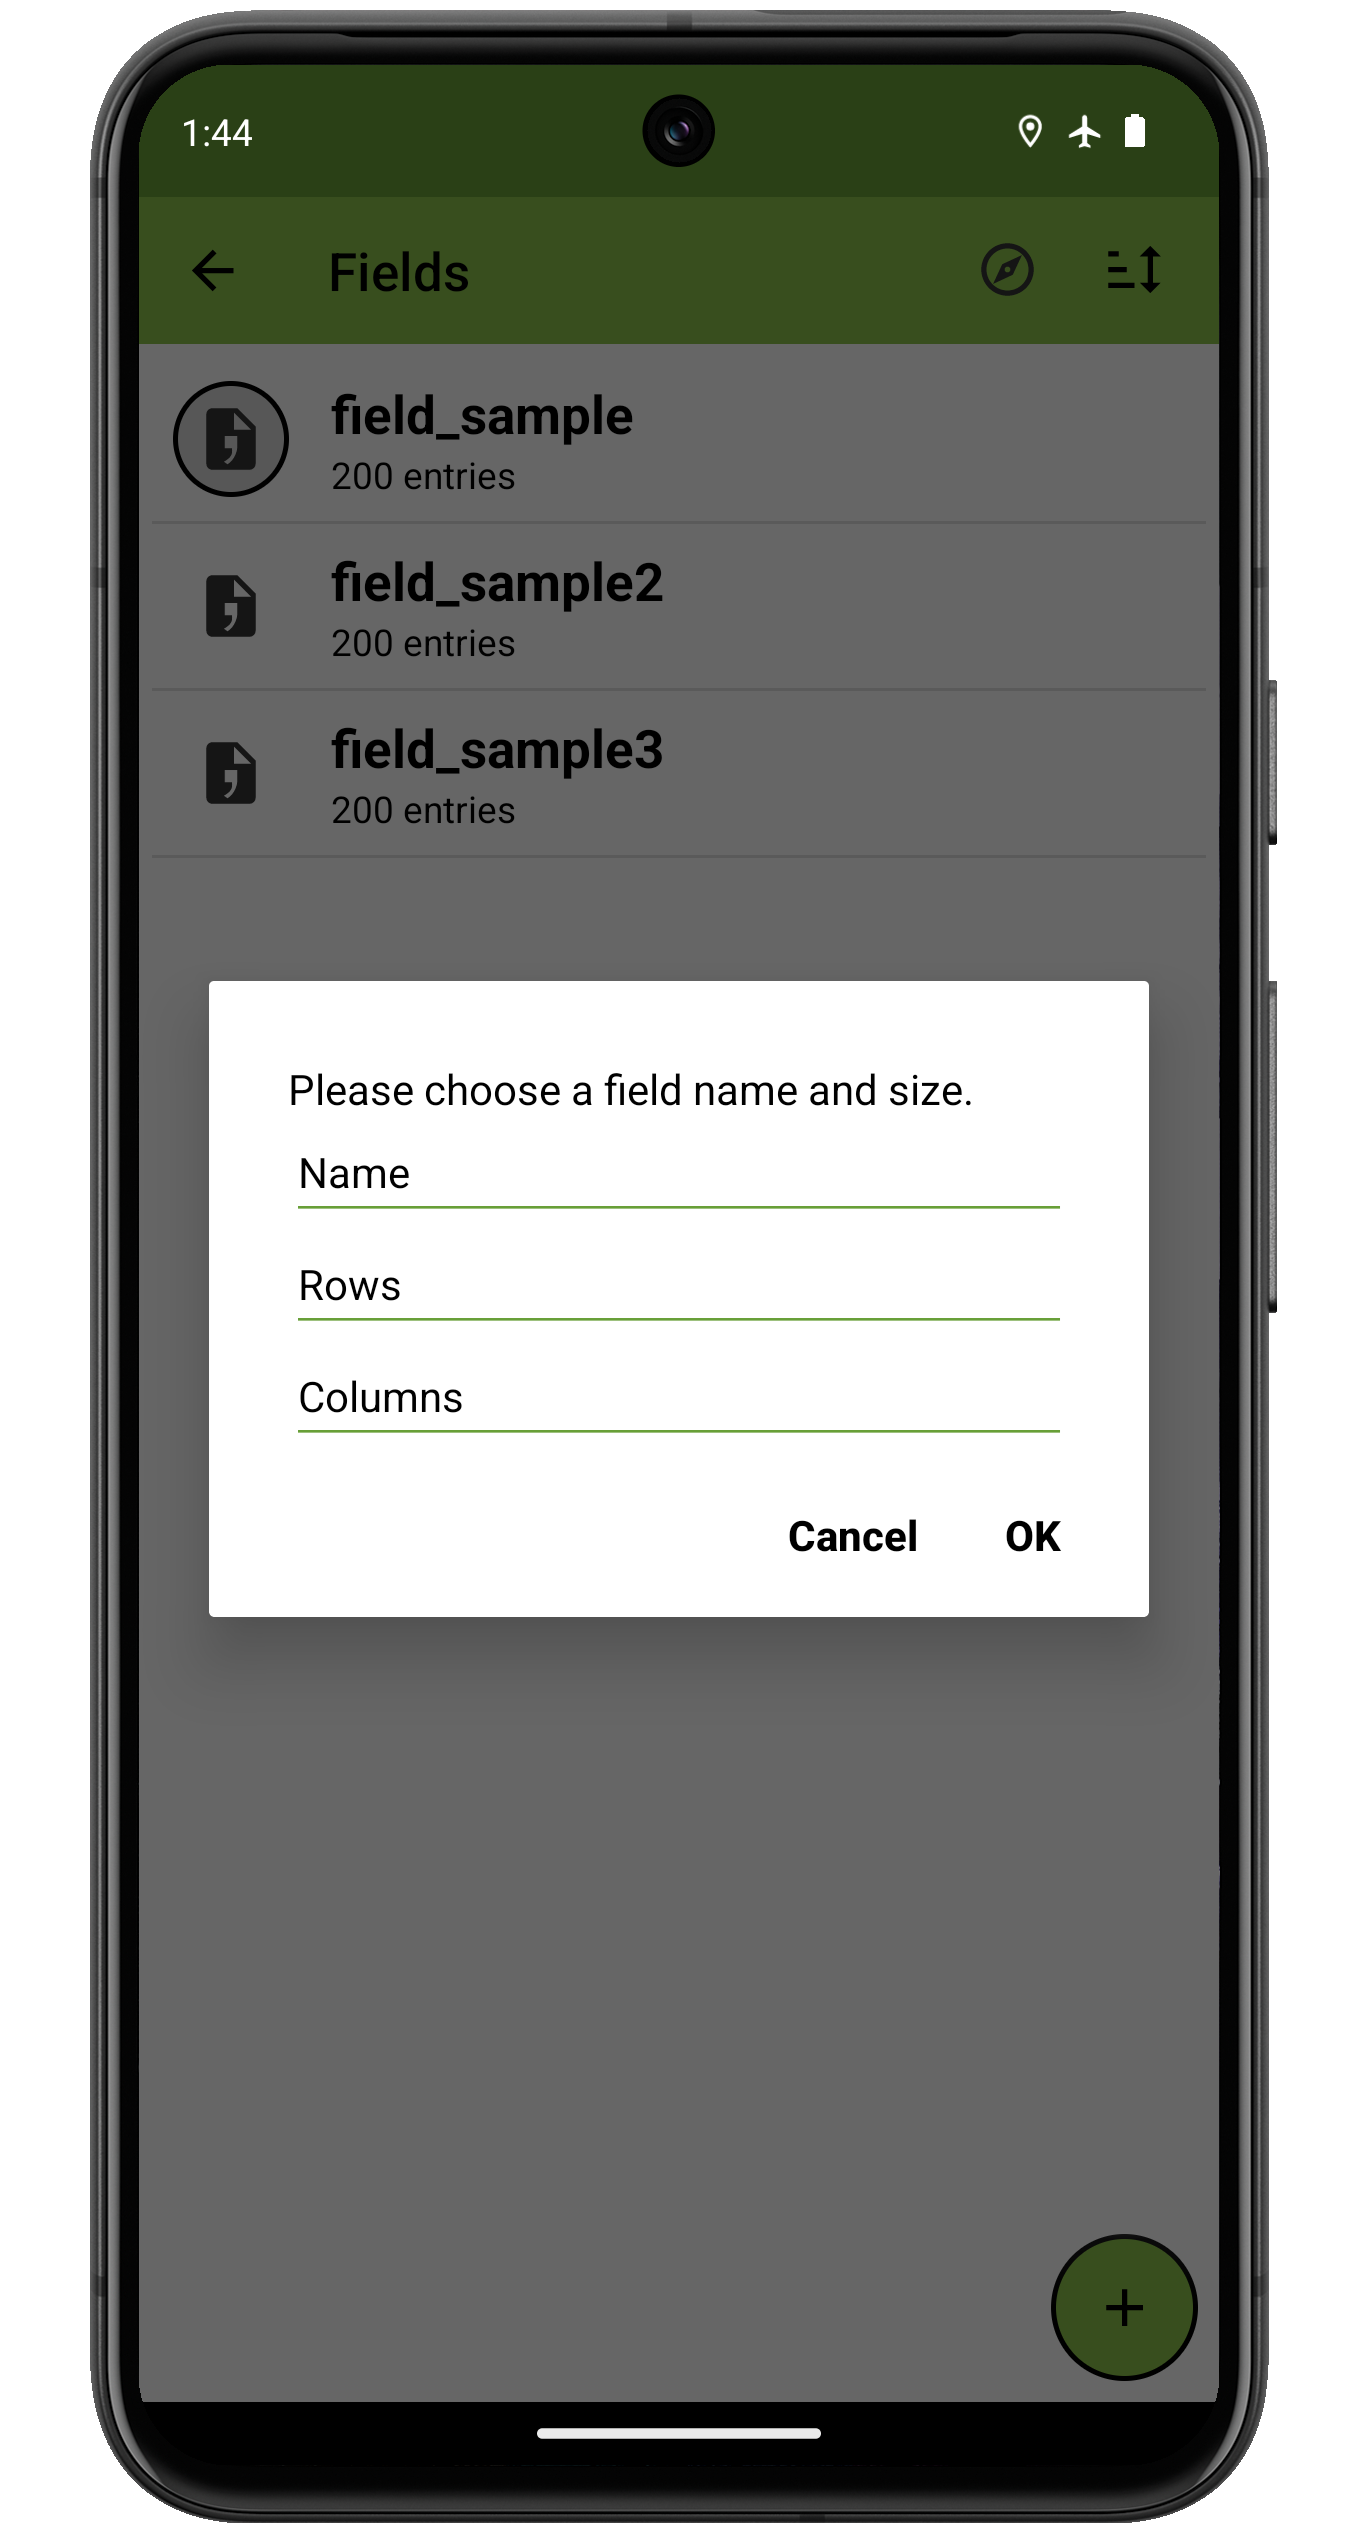 1:44
Fields
field_sample
200 entries
field_sample2
200 entries
field_sample3
200 entries
Please choose a field name and size.
Name
Rows
Columns
Cancel OK